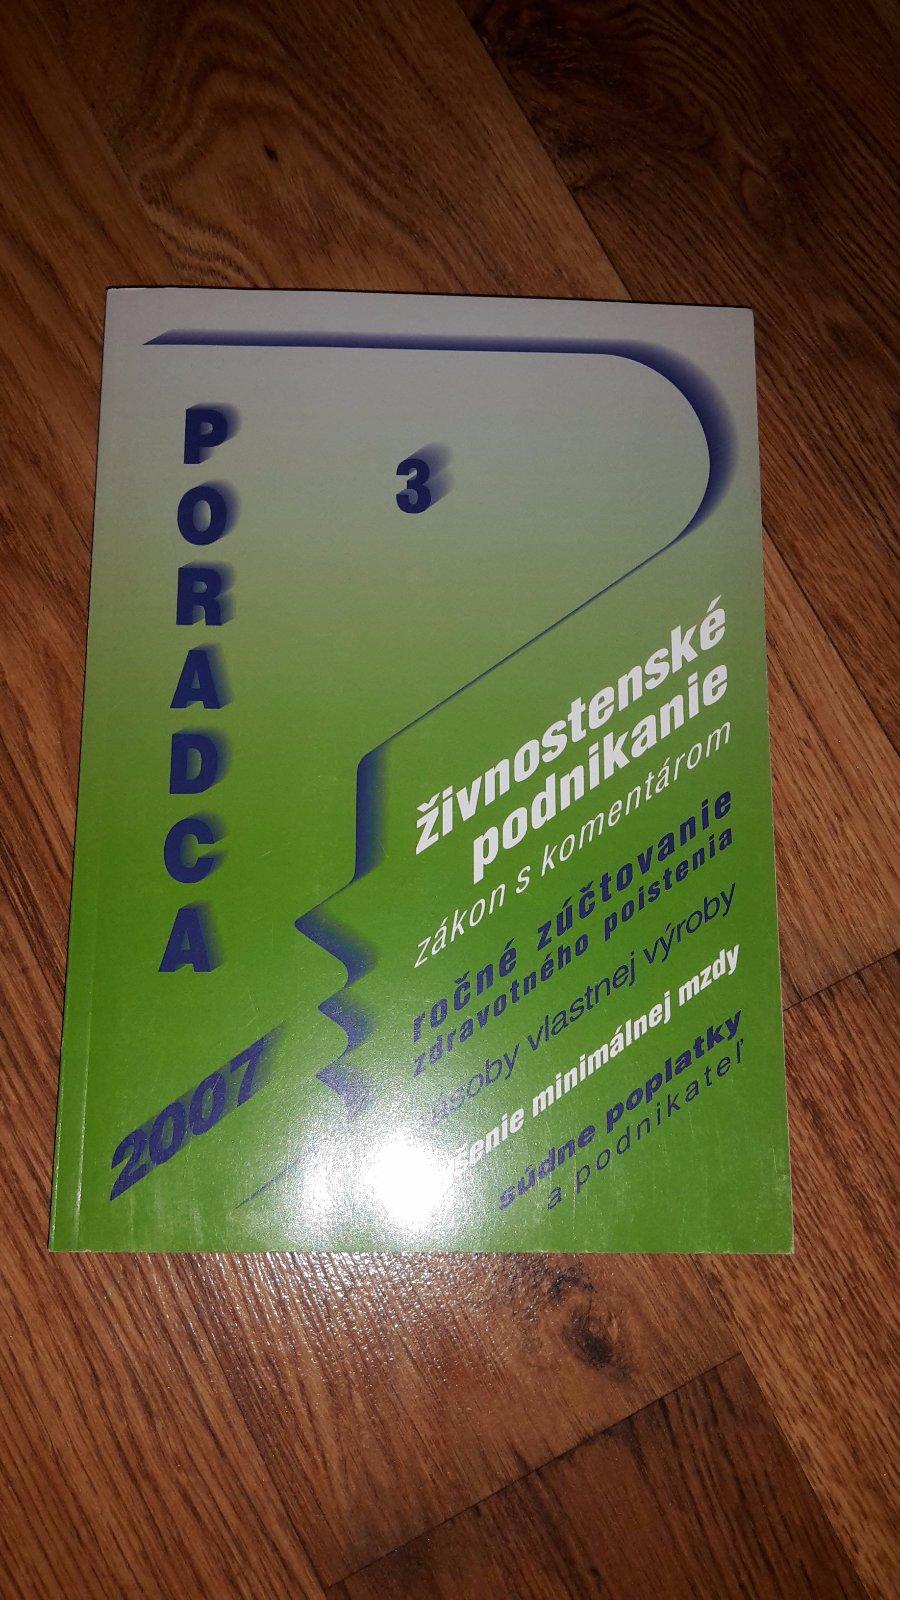 PORADCA
3
2007
živnostenské
podnikanie
zákon s komentárom
ročné zúčtovanie
zdravotného poistenia
vlastnej výroby
minimálnej mzdy
súdne poplatky
a podnikateľ